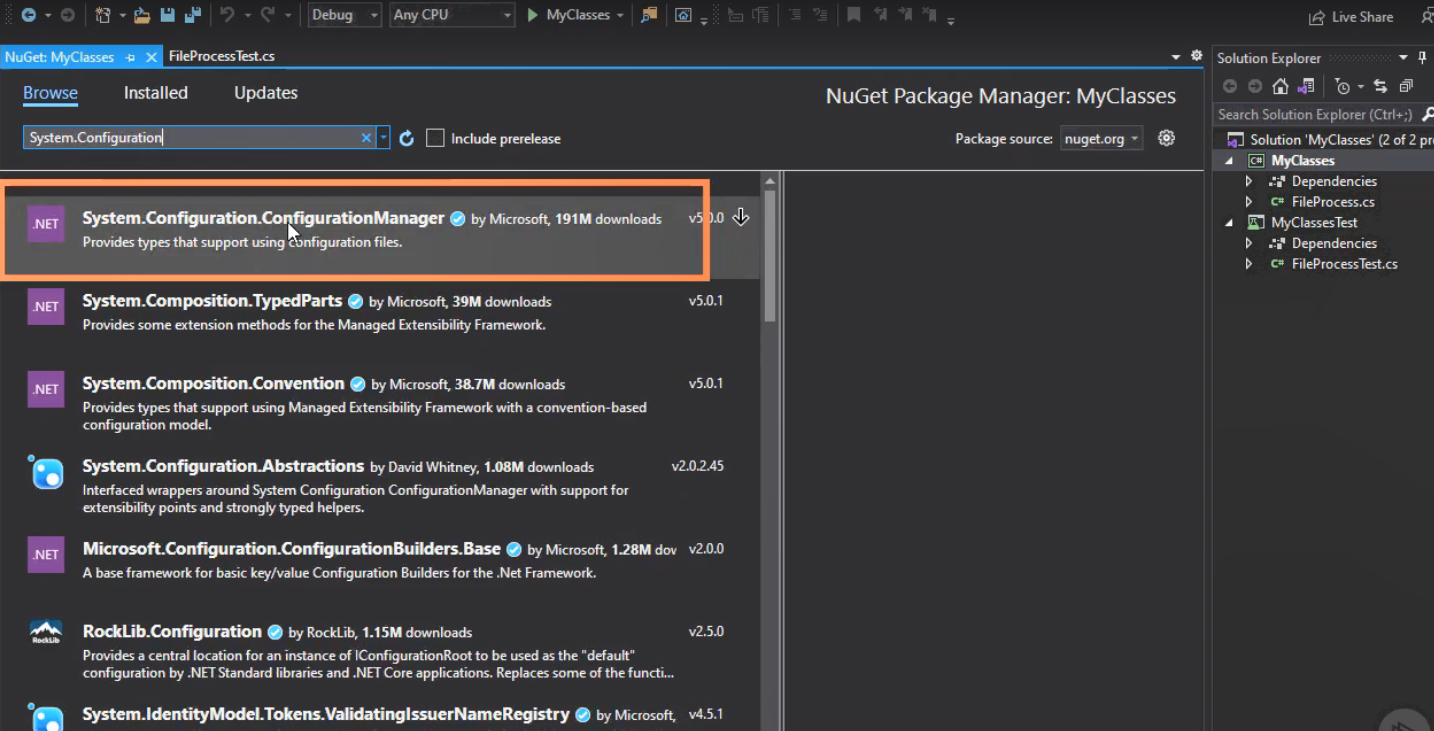 Debug
Any CPU
MyClasses
Live Share
NuGet: MyClasses
FileProcessTest.cs
Solution Explorer
Browse
Installed
Updates
NuGet Package Manager: MyClasses
System.Configuration
Include prerelease
Package source: nuget.org
Search Solution Explorer (Ctrl+;)
Solution 'MyClasses' (2 of 2 pr
C# MyClasses
Dependencies
C# FileProcess.cs
MyClassesTest
Dependencies
C# FileProcessTest.cs
.NET
System.Configuration.ConfigurationManager by Microsoft, 191M downloads v5.0.0
Provides types that support using configuration files.
.NET
System.Composition.TypedParts by Microsoft, 39M downloads v5.0.1
Provides some extension methods for the Managed Extensibility Framework.
.NET
System.Composition.Convention by Microsoft, 38.7M downloads v5.0.1
Provides types that support using Managed Extensibility Framework with a convention-based
configuration model.
System.Configuration.Abstractions by David Whitney, 1.08M downloads v2.0.2.45
Interfaced wrappers around System Configuration ConfigurationManager with support for
extensibility points and strongly typed helpers.
.NET
Microsoft.Configuration.ConfigurationBuilders.Base by Microsoft, 1.28M dov v2.0.0
A base framework for basic key/value Configuration Builders for the .Net Framework.
RockLib
RockLib.Configuration by RockLib, 1.15M downloads v2.5.0
Provides a central location for an instance of IConfigurationRoot to be used as the "default"
configuration by .NET Standard libraries and .NET Core applications. Replaces some of the functi...
System.IdentityModel.Tokens.ValidatingIssuerNameRegistry by Microsoft, v4.5.1